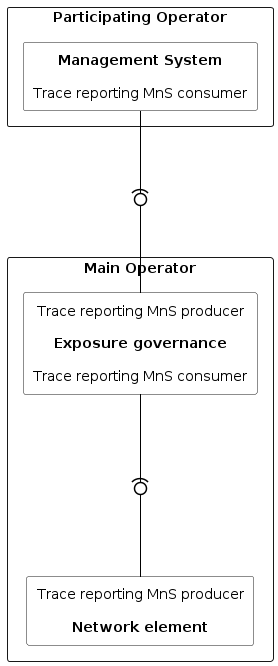 Participating Operator
Management System
Trace reporting MnS consumer
Main Operator
Trace reporting MnS producer
Exposure governance
Trace reporting MnS consumer
Trace reporting MnS producer
Network element